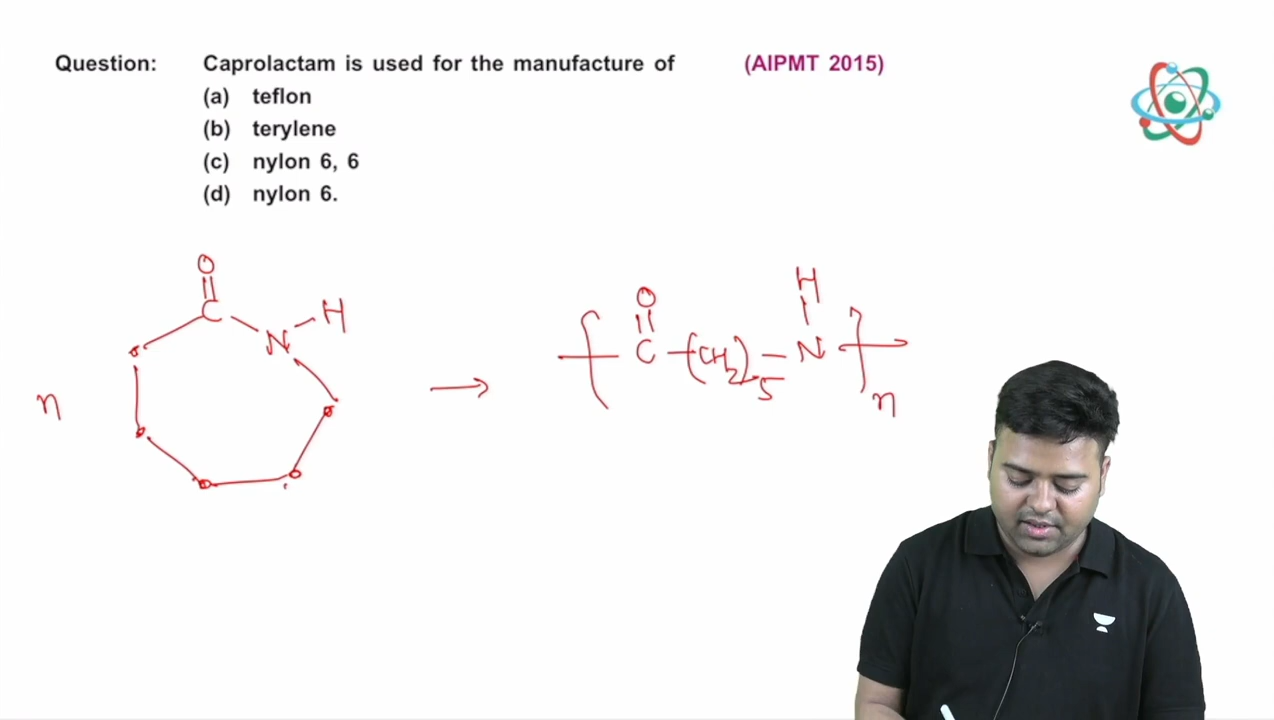 Question: Caprolactam is used for the manufacture of (AIPMT 2015)
(a) teflon
(b) terylene
(c) nylon 6, 6
(d) nylon 6.
n
O
C
N
H
O
C
(CH2)5
H
N
n